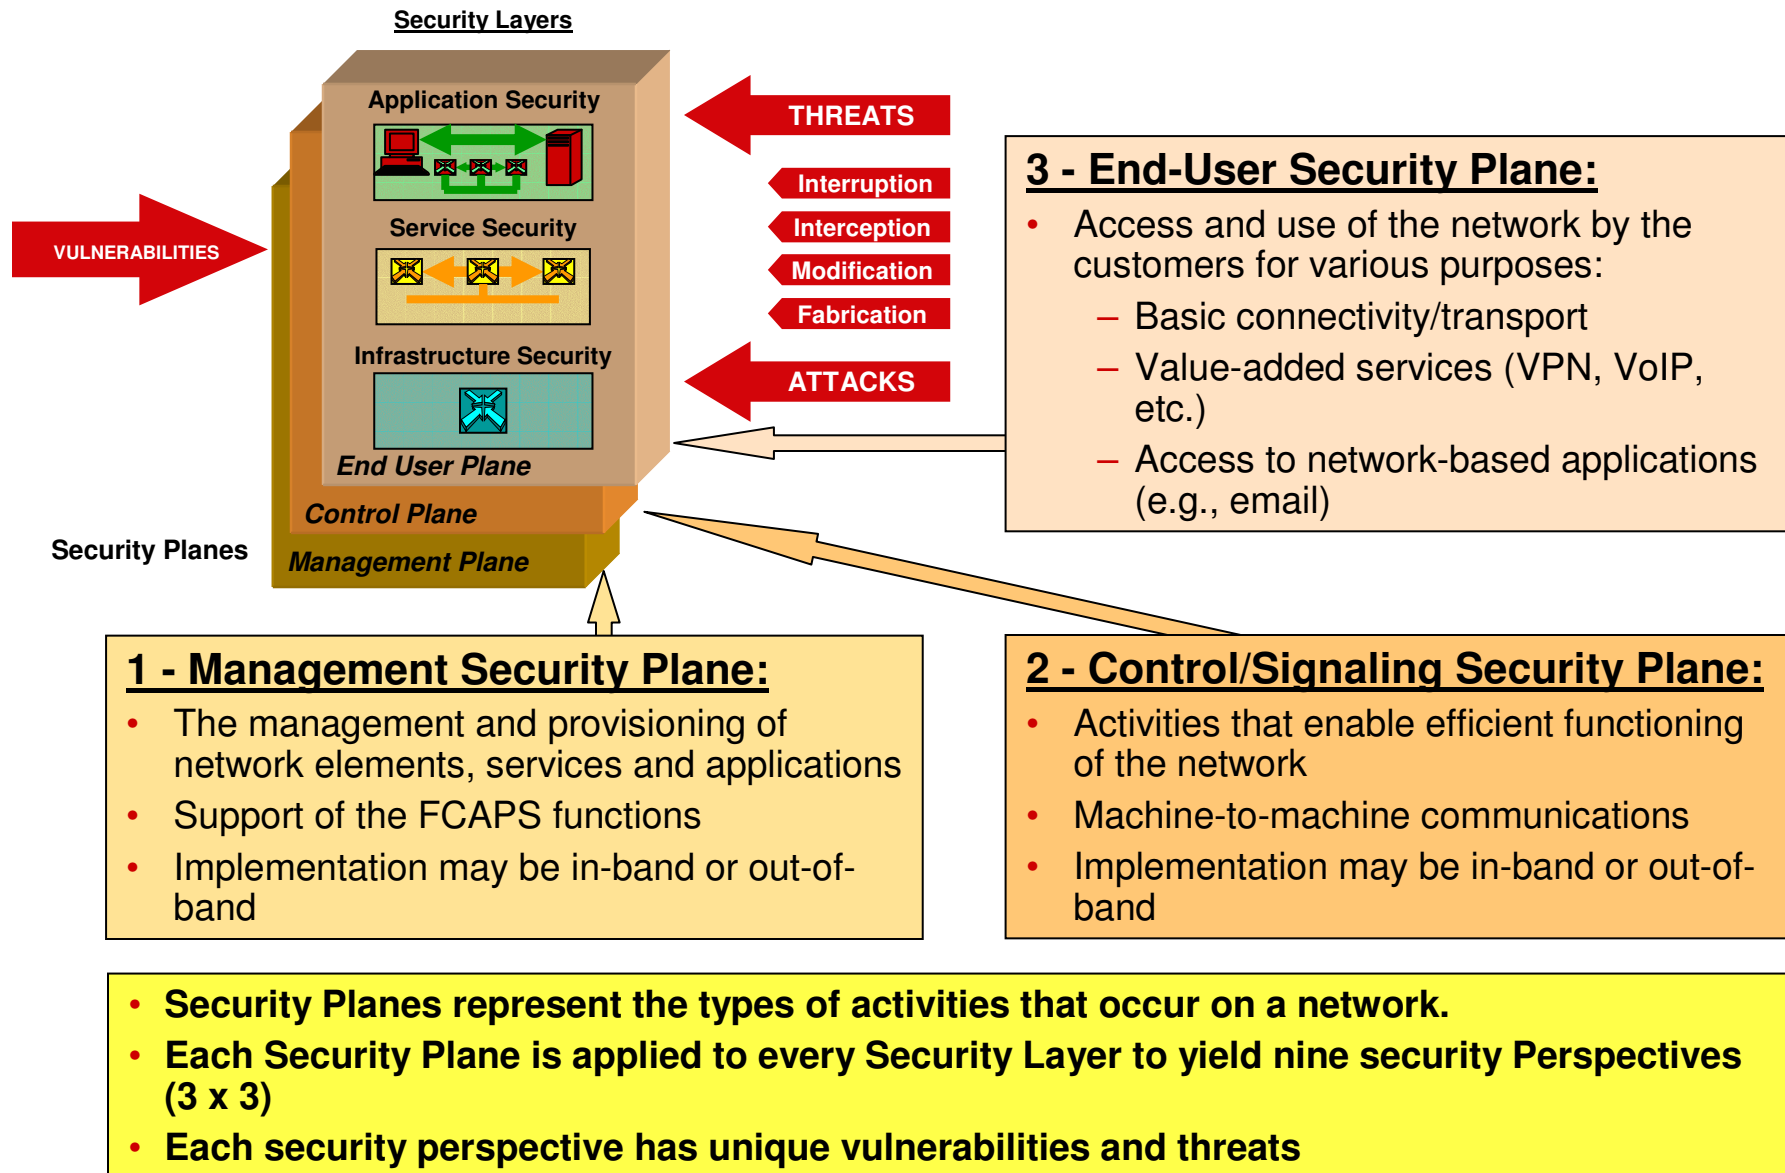 Security Layers
Application Security
Service Security
Infrastructure Security
End User Plane
Control Plane
Management Plane
Security Planes
VULNERABILITIES
THREATS
Interruption
Interception
Modification
Fabrication
ATTACKS
3 - End-User Security Plane:
• Access and use of the network by the
customers for various purposes:
– Basic connectivity/transport
– Value-added services (VPN, VoIP,
etc.)
– Access to network-based applications
(e.g., email)
1 - Management Security Plane:
• The management and provisioning of
network elements, services and applications
• Support of the FCAPS functions
• Implementation may be in-band or out-of-
band
2 - Control/Signaling Security Plane:
• Activities that enable efficient functioning
of the network
• Machine-to-machine communications
• Implementation may be in-band or out-of-
band
• Security Planes represent the types of activities that occur on a network.
• Each Security Plane is applied to every Security Layer to yield nine security Perspectives
(3 x 3)
• Each security perspective has unique vulnerabilities and threats